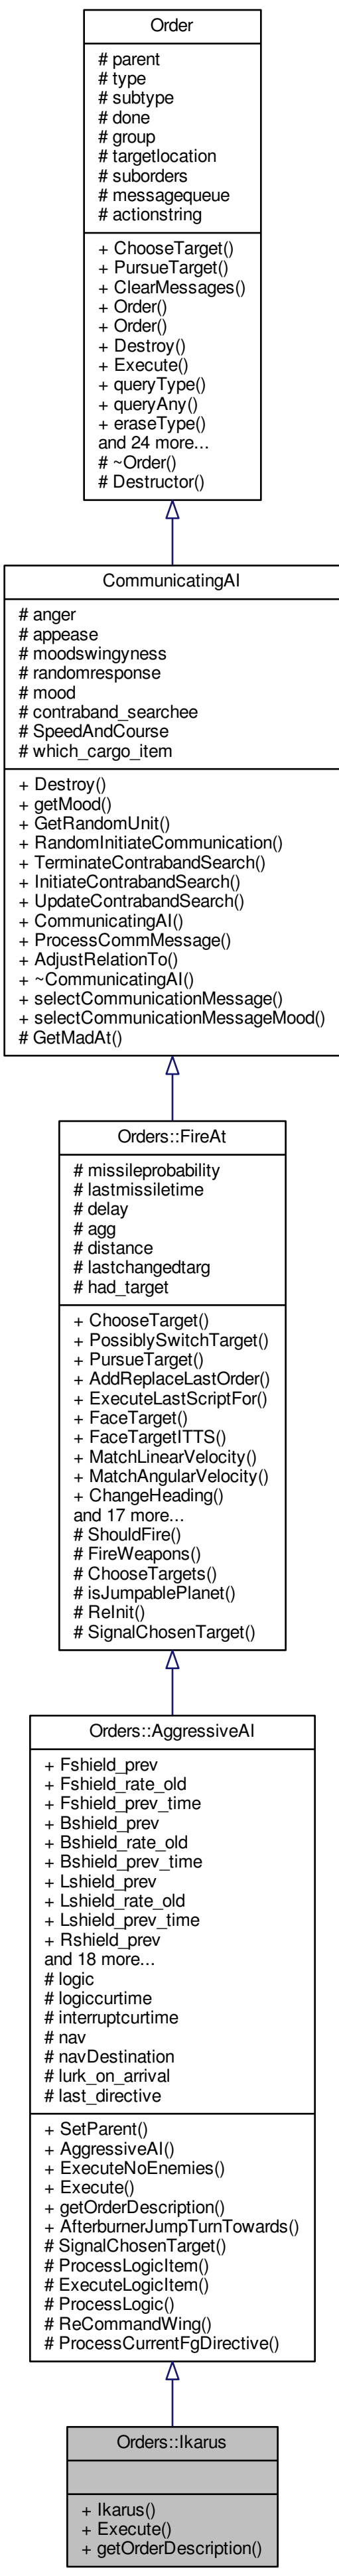 Order
# parent
# type
# subtype
# done
# group
# targetlocation
# suborders
# messagequeue
# actionstring
+ ChooseTarget()
+ PursueTarget()
+ ClearMessages()
+ Order()
+ Order()
+ Destroy()
+ Execute()
+ queryType()
+ queryAny()
+ eraseType()
and 24 more...
# ~Order()
# Destructor()
CommunicatingAI
# anger
# appease
# moodswingyness
# randomresponse
# mood
# contraband_searchee
# SpeedAndCourse
# which_cargo_item
+ Destroy()
+ getMood()
+ GetRandomUnit()
+ RandomInitiateCommunication()
+ TerminateContrabandSearch()
+ InitiateContrabandSearch()
+ UpdateContrabandSearch()
+ CommunicatingAI()
+ ProcessCommMessage()
+ AdjustRelationTo()
+ ~CommunicatingAI()
+ selectCommunicationMessage()
+ selectCommunicationMessageMood()
# GetMadAt()
Orders::FireAt
# missileprobability
# lastmissiletime
# delay
# agg
# distance
# lastchangedtarg
# had_target
+ ChooseTarget()
+ PossiblySwitchTarget()
+ PursueTarget()
+ AddReplaceLastOrder()
+ ExecuteLastScriptFor()
+ FaceTarget()
+ FaceTargetITTS()
+ MatchLinearVelocity()
+ MatchAngularVelocity()
+ ChangeHeading()
and 17 more...
# ShouldFire()
# FireWeapons()
# ChooseTargets()
# isJumpablePlanet()
# ReInit()
# SignalChosenTarget()
Orders::AggressiveAI
+ Fshield_prev
+ Fshield_rate_old
+ Fshield_prev_time
+ Bshield_prev
+ Bshield_rate_old
+ Bshield_prev_time
+ Lshield_prev
+ Lshield_rate_old
+ Lshield_prev_time
+ Rshield_prev
and 18 more...
# logic
# logiccurtime
# interruptcurtime
# nav
# navDestination
# lurk_on_arrival
# last_directive
+ SetParent()
+ AggressiveAI()
+ ExecuteNoEnemies()
+ Execute()
+ getOrderDescription()
+ AfterburnerJumpTurnTowards()
# SignalChosenTarget()
# ProcessLogicItem()
# ExecuteLogicItem()
# ProcessLogic()
# ReCommandWing()
# ProcessCurrentFgDirective()
Orders::Ikarus
+ Ikarus()
+ Execute()
+ getOrderDescription()